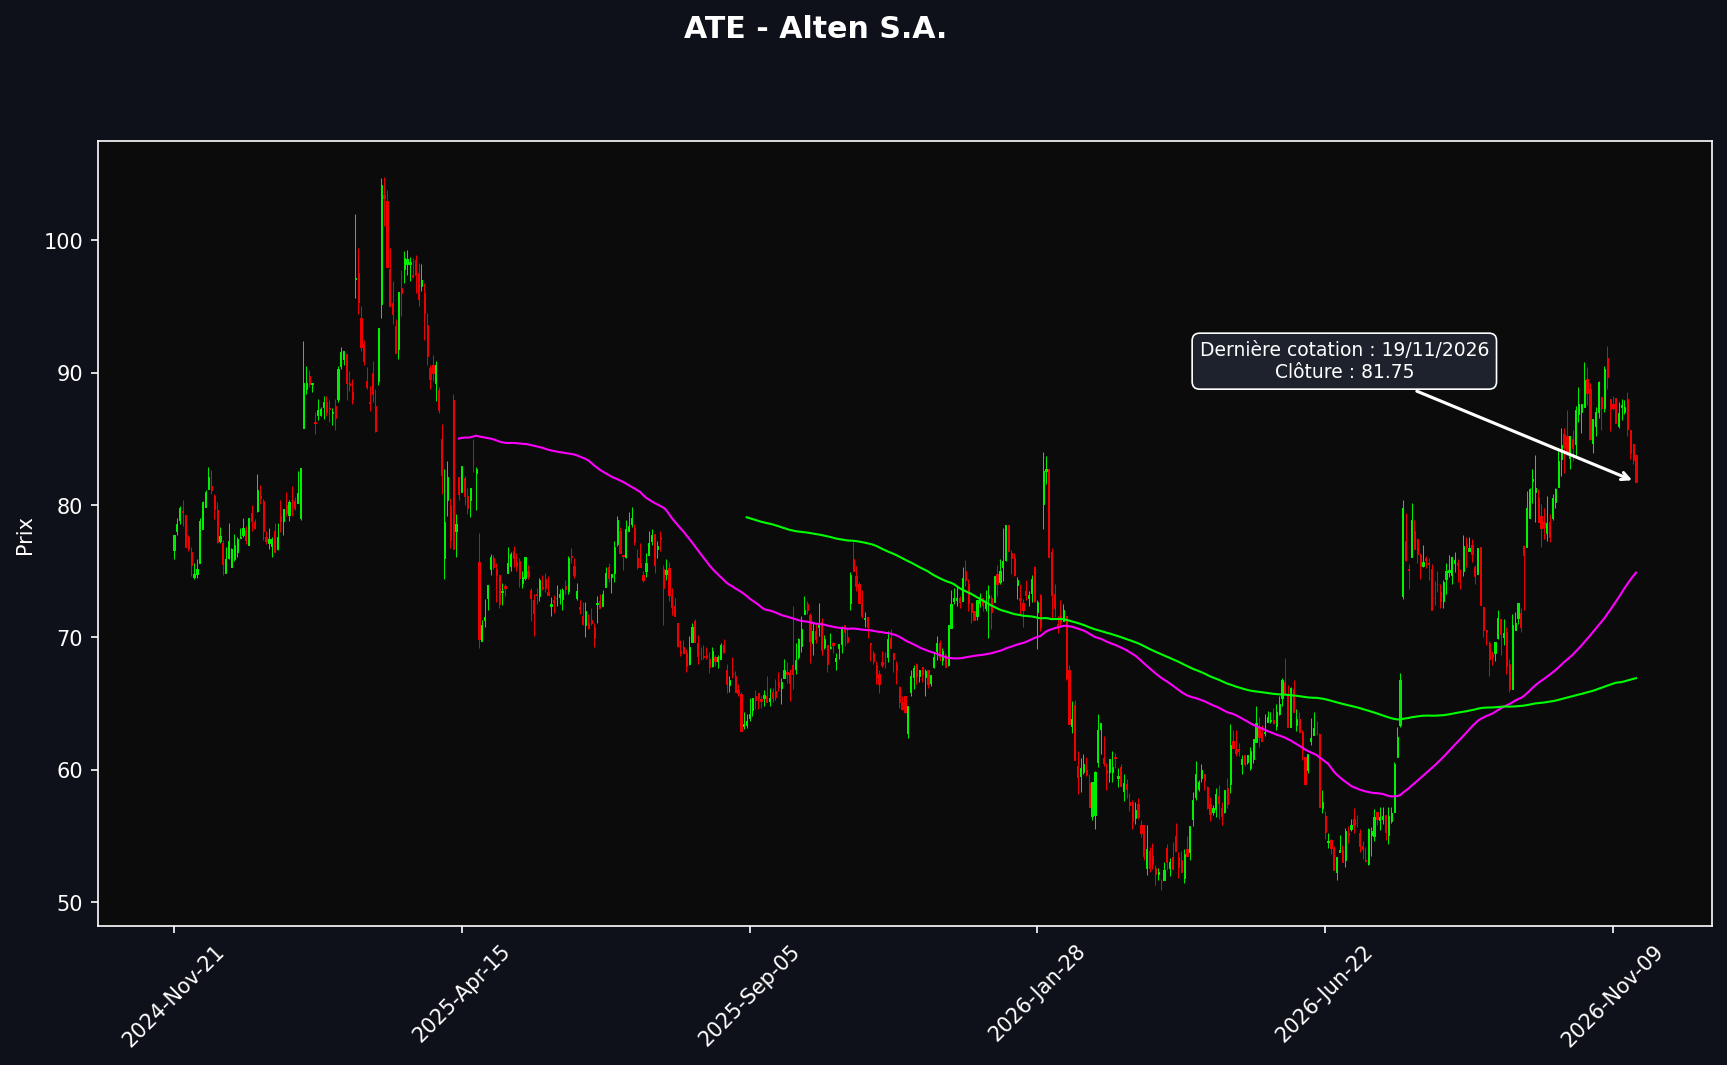 ATE - Alten S.A.
Prix
100
90
80
70
60
50
Dernière cotation : 19/11/2026
Clôture : 81.75
2024-Nov-21
2025-Apr-15
2025-Sep-05
2026-Jan-28
2026-Jun-22
2026-Nov-09